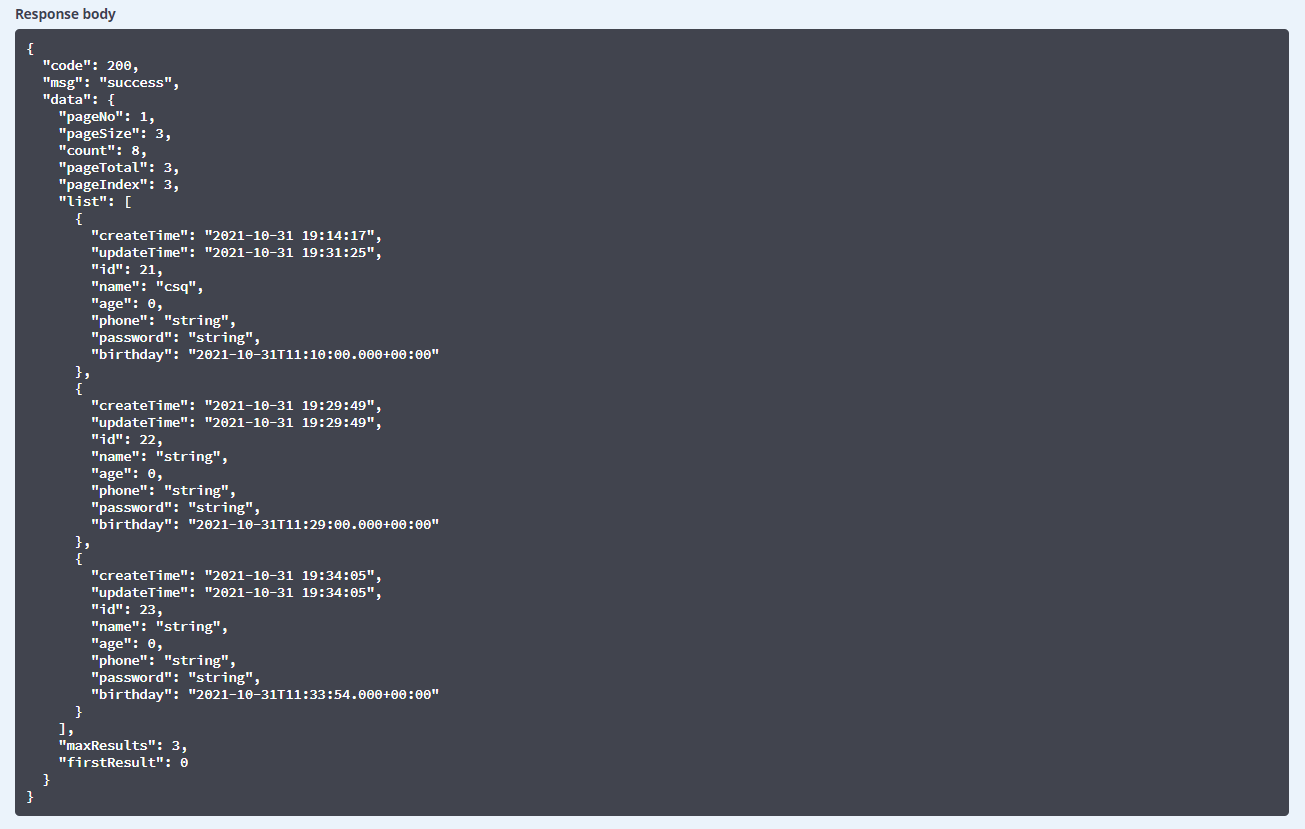 Response body
{
  "code": 200,
  "msg": "success",
  "data": {
    "pageNo": 1,
    "pageSize": 3,
    "count": 8,
    "pageTotal": 3,
    "pageIndex": 3,
    "list": [
      {
        "createTime": "2021-10-31 19:14:17",
        "updateTime": "2021-10-31 19:31:25",
        "id": 21,
        "name": "csq",
        "age": 0,
        "phone": "string",
        "password": "string",
        "birthday": "2021-10-31T11:10:00.000+00:00"
      },
      {
        "createTime": "2021-10-31 19:29:49",
        "updateTime": "2021-10-31 19:29:49",
        "id": 22,
        "name": "string",
        "age": 0,
        "phone": "string",
        "password": "string",
        "birthday": "2021-10-31T11:29:00.000+00:00"
      },
      {
        "createTime": "2021-10-31 19:34:05",
        "updateTime": "2021-10-31 19:34:05",
        "id": 23,
        "name": "string",
        "age": 0,
        "phone": "string",
        "password": "string",
        "birthday": "2021-10-31T11:33:54.000+00:00"
      }
    ],
    "maxResults": 3,
    "firstResult": 0
  }
}